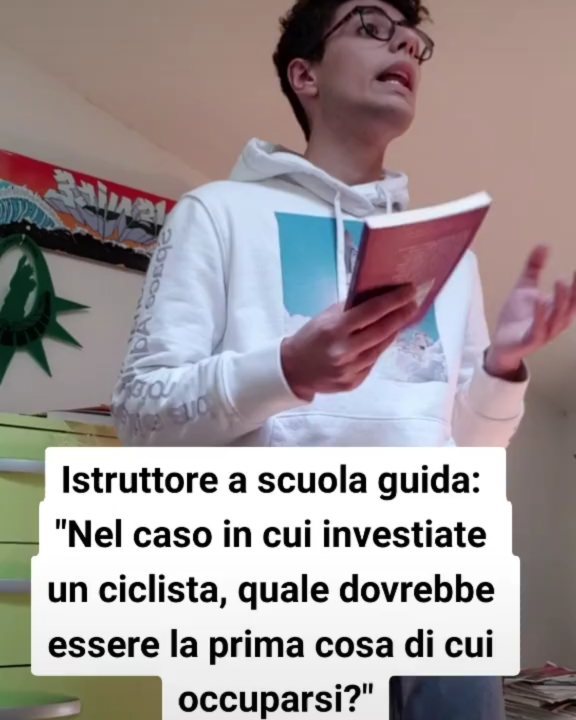 Istruttore a scuola guida:
"Nel caso in cui investiate
un ciclista, quale dovrebbe
essere la prima cosa di cui
occuparsi?"